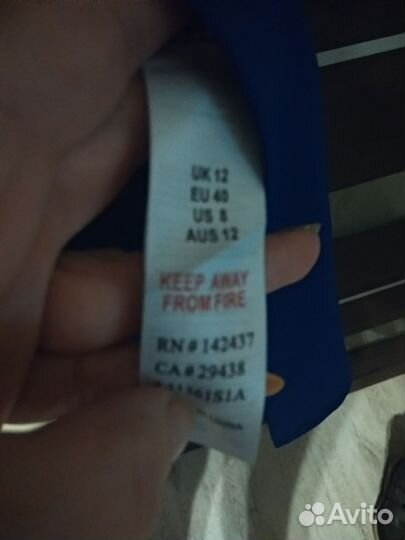 UK 12
EU 40
US 8
AUS 12
KEEP AWAY
FROM FIRE
RN # 142437
CA # 29438
Avito